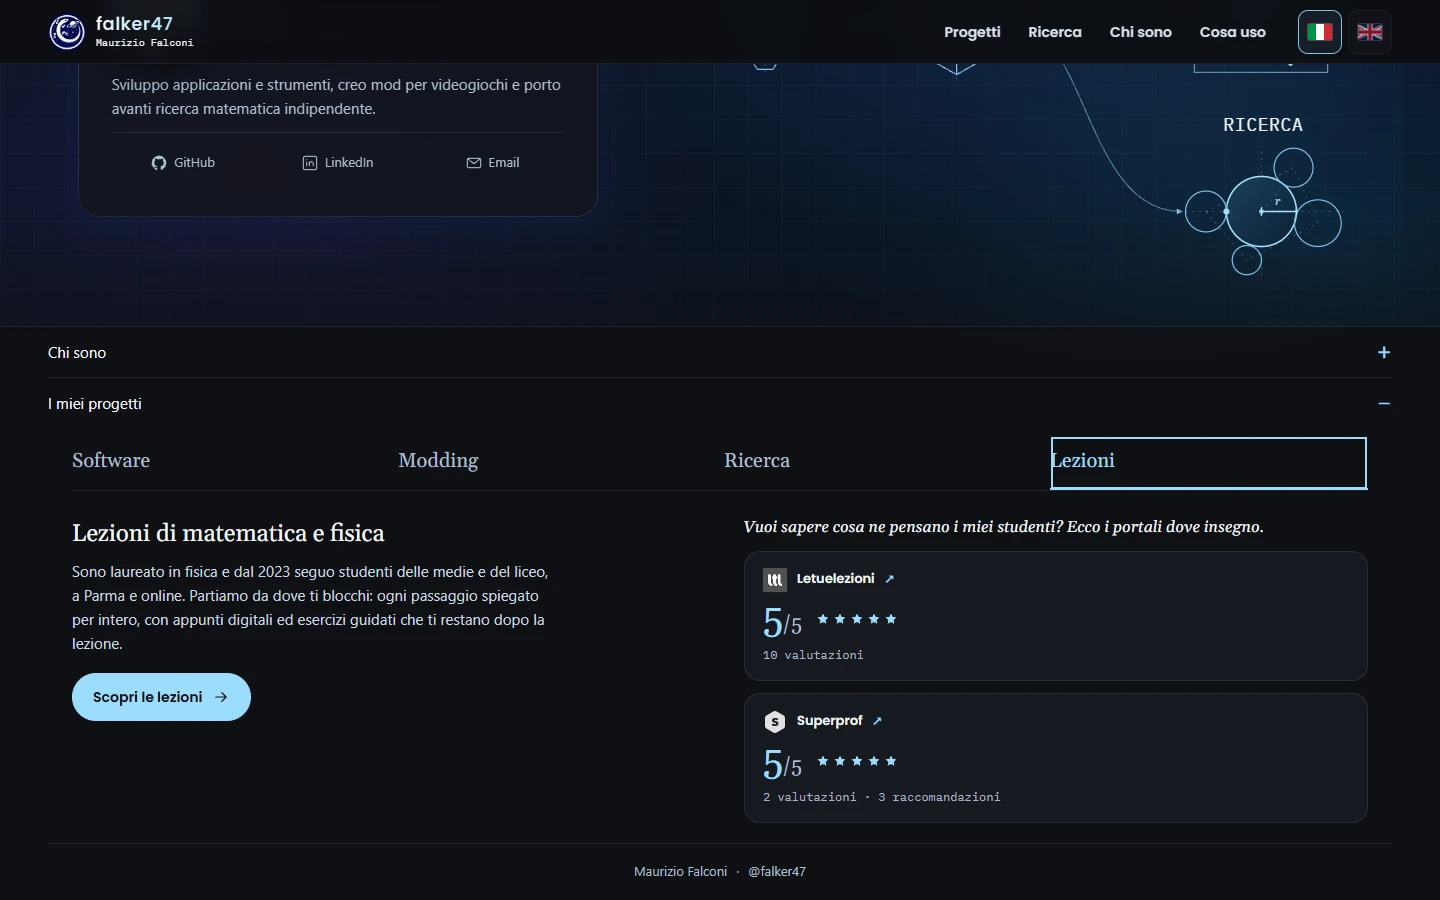 falker47
Maurizio Falconi
Progetti
Ricerca
Chi sono
Cosa uso
Sviluppo applicazioni e strumenti, creo mod per videogiochi e porto
avanti ricerca matematica indipendente.
GitHub
LinkedIn
Email
RICERCA
r
Chi sono
I miei progetti
Software
Modding
Ricerca
Lezioni
Lezioni di matematica e fisica
Sono laureato in fisica e dal 2023 seguo studenti delle medie e del liceo,
a Parma e online. Partiamo da dove ti blocchi: ogni passaggio spiegato
per intero, con appunti digitali ed esercizi guidati che ti restano dopo la
lezione.
Scopri le lezioni →
Vuoi sapere cosa ne pensano i miei studenti? Ecco i portali dove insegno.
Letuelezioni ↗
5/5 ★★★★★
10 valutazioni
S Superprof ↗
5/5 ★★★★★
2 valutazioni · 3 raccomandazioni
Maurizio Falconi · @falker47